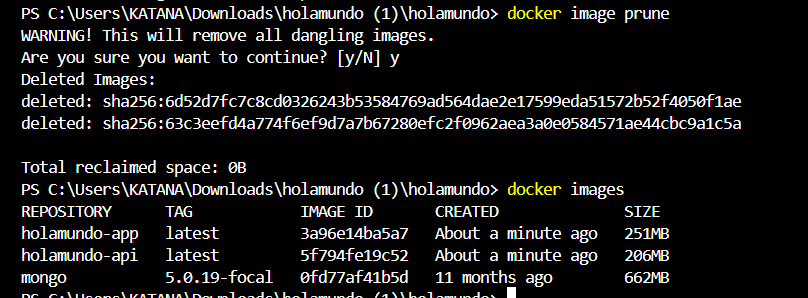 PS C:\Users\KATANA\Downloads\holamundo (1)\holamundo> docker image prune
WARNING! This will remove all dangling images.
Are you sure you want to continue? [y/N] y
Deleted Images:
deleted: sha256:6d52d7fc7c8cd0326243b53584769ad564dae2e17599eda51572b52f4050f1ae
deleted: sha256:63c3eefd4a774f6ef9d7a7b67280efc2f0962aea3a0e0584571ae44cbc9a1c5a
Total reclaimed space: 0B
PS C:\Users\KATANA\Downloads\holamundo (1)\holamundo> docker images
REPOSITORY TAG IMAGE ID CREATED SIZE
holamundo-app latest 3a96e14ba5a7 About a minute ago 251MB
holamundo-api latest 5f794fe19c52 About a minute ago 206MB
mongo 5.0.19-focal 0fd77af41b5d 11 months ago 662MB
PS C:\Users\KATANA\Downloads\holamundo (1)\holamundo>